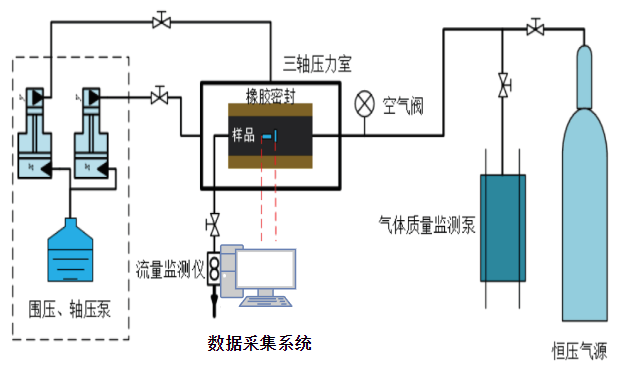 三轴压力室
橡胶密封
空气阀
样品
气体质量监测泵
流量监测仪
围压、轴压泵
数据采集系统
恒压气源